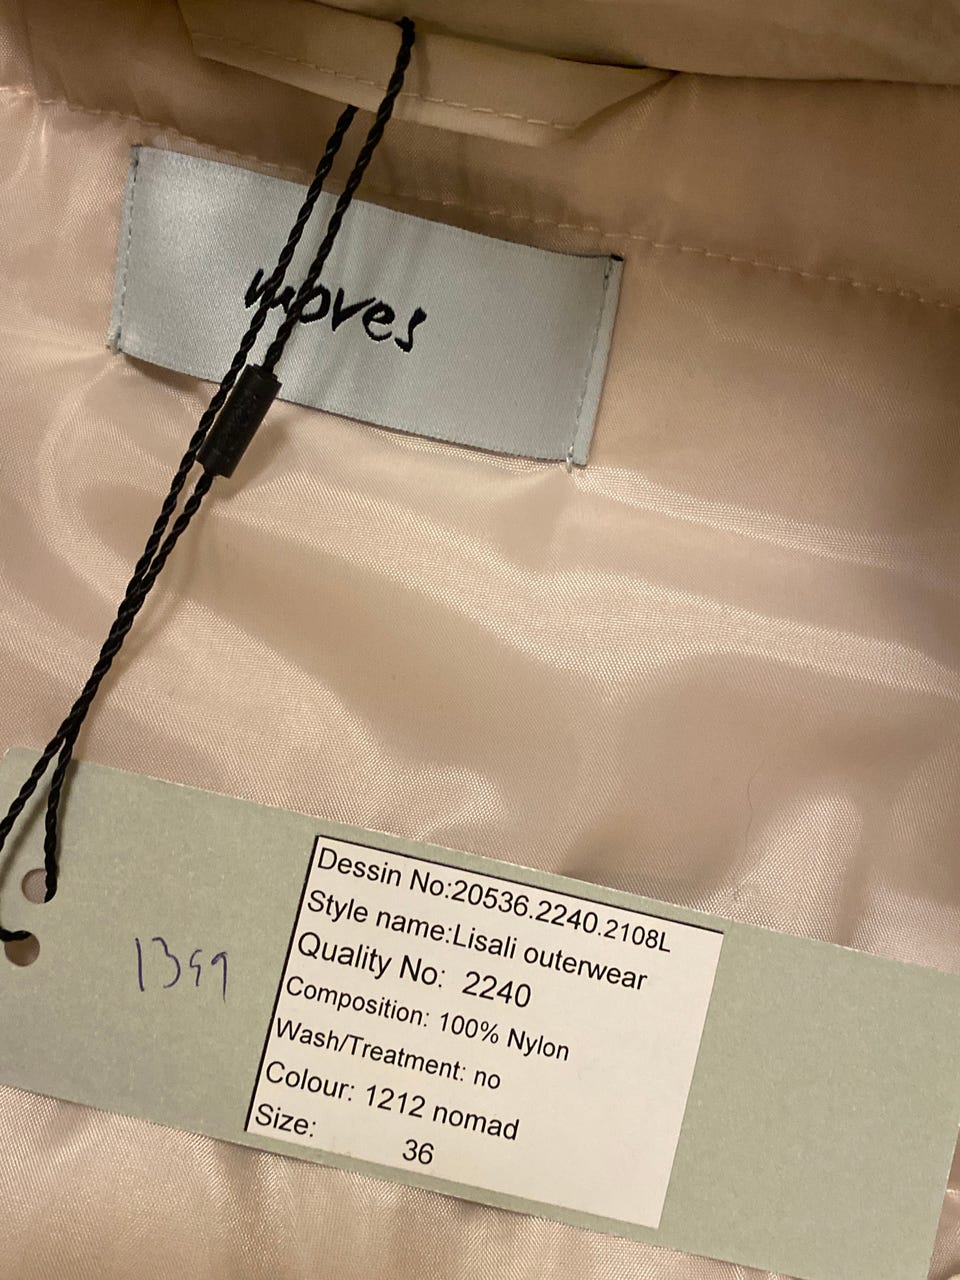 moves
Dessin No:20536.2240.2108L
Style name:Lisali outerwear
Quality No: 2240
Composition: 100% Nylon
Wash/Treatment: no
Colour: 1212 nomad
Size: 36
1399